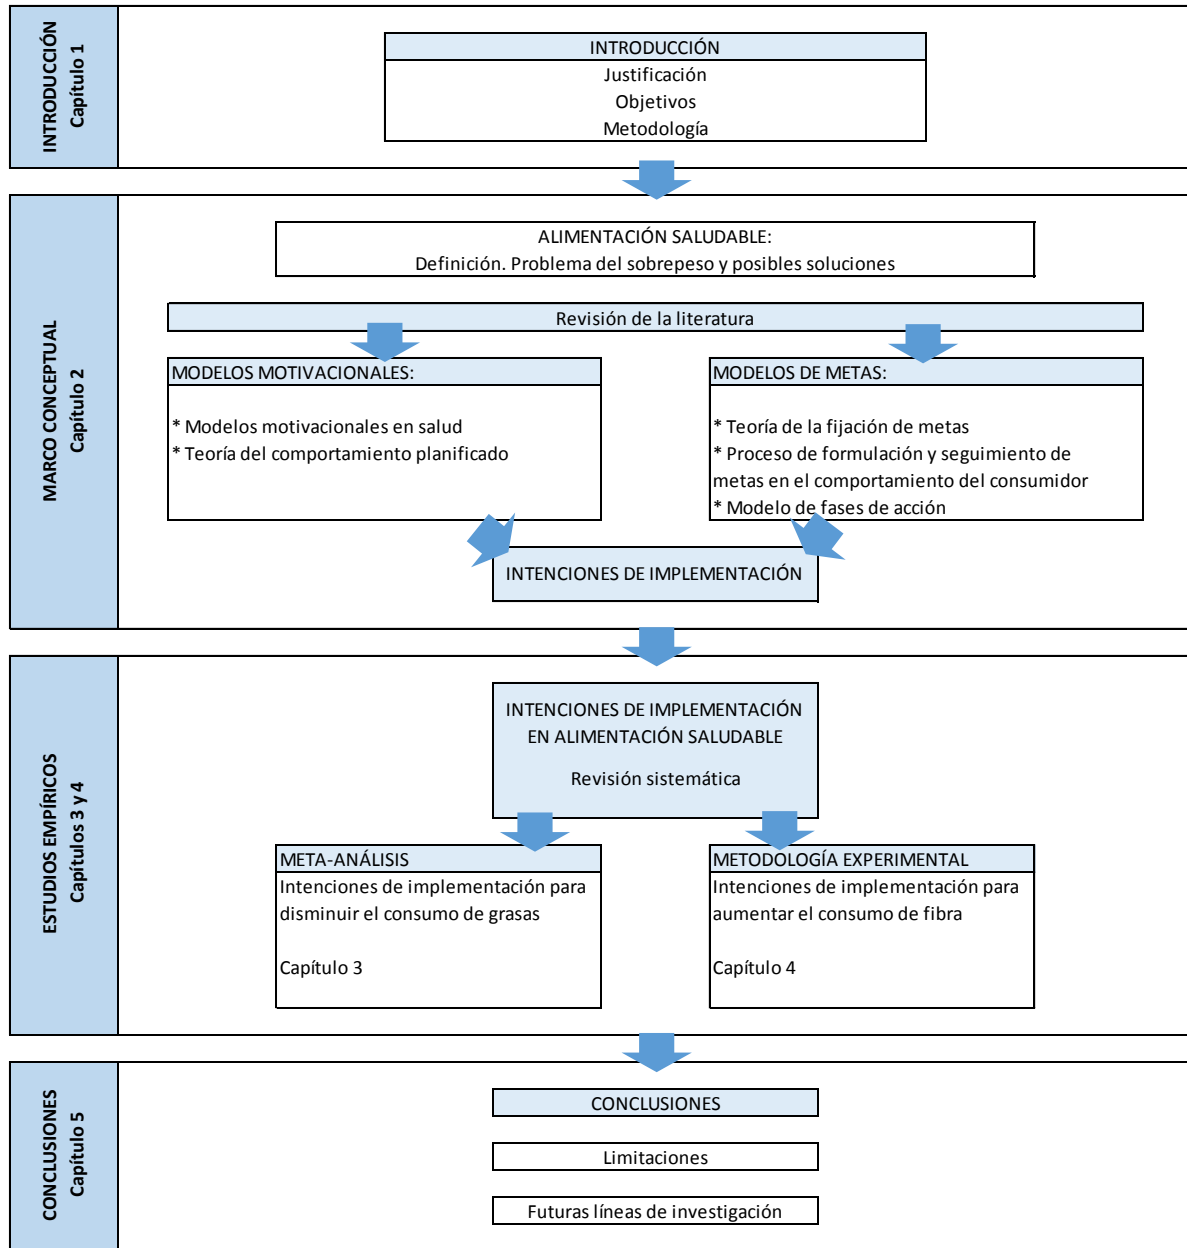 INTRODUCCIÓN
Capítulo 1
INTRODUCCIÓN
Justificación
Objetivos
Metodología
MARCO CONCEPTUAL
Capítulo 2
ALIMENTACIÓN SALUDABLE:
Definición. Problema del sobrepeso y posibles soluciones
Revisión de la literatura
MODELOS MOTIVACIONALES:
* Modelos motivacionales en salud
* Teoría del comportamiento planificado
MODELOS DE METAS:
* Teoría de la fijación de metas
* Proceso de formulación y seguimiento de
metas en el comportamiento del consumidor
* Modelo de fases de acción
INTENCIONES DE IMPLEMENTACIÓN
ESTUDIOS EMPÍRICOS
Capítulos 3 y 4
INTENCIONES DE IMPLEMENTACIÓN
EN ALIMENTACIÓN SALUDABLE
Revisión sistemática
META-ANÁLISIS
Intenciones de implementación para
disminuir el consumo de grasas
Capítulo 3
METODOLOGÍA EXPERIMENTAL
Intenciones de implementación para
aumentar el consumo de fibra
Capítulo 4
CONCLUSIONES
Capítulo 5
CONCLUSIONES
Limitaciones
Futuras líneas de investigación